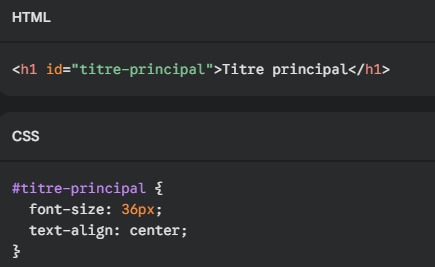 HTML
<h1 id="titre-principal">Titre principal</h1>
CSS
#titre-principal {
  font-size: 36px;
  text-align: center;
}